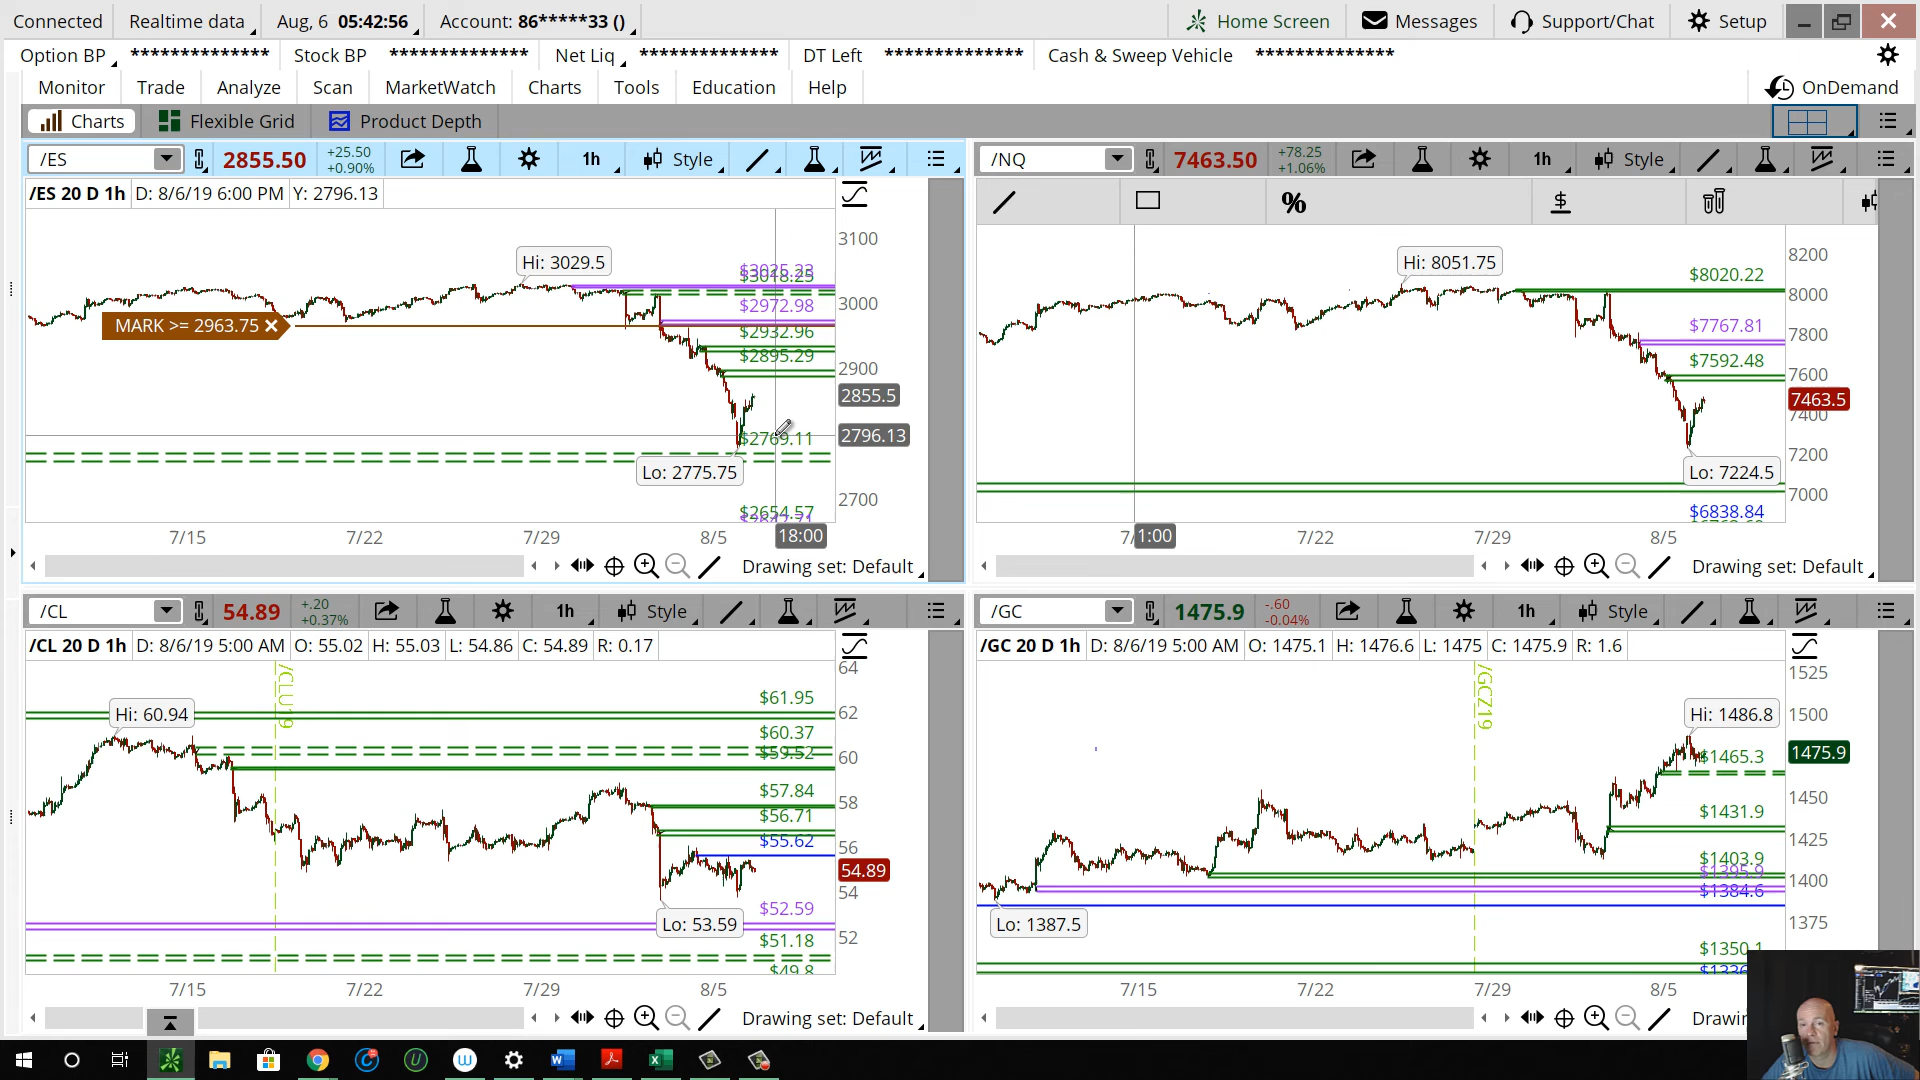 Connected Realtime data Aug, 6 05:42:56 Account: 86*****33 () Home Screen Messages Support/Chat Setup
Option BP ************** Stock BP ************** Net Liq ************** DT Left ************** Cash & Sweep Vehicle **************
Monitor Trade Analyze Scan MarketWatch Charts Tools Education Help OnDemand
Charts Flexible Grid Product Depth
/ES 2855.50 +25.50 +0.90% 1h Style
/ES 20 D 1h D: 8/6/19 6:00 PM Y: 2796.13
3100
Hi: 3029.5
$3025.22
$3018.25
3000
$2972.98
MARK >= 2963.75
$2932.96
$2895.29
2900
2855.5
2796.13
$2769.11
Lo: 2775.75
2700
$2654.57
7/15 7/22 7/29 8/5 18:00
Drawing set: Default
/NQ 7463.50 +78.25 +1.06% 1h Style
% $
8200
Hi: 8051.75
$8020.22
8000
$7767.81
7800
$7592.48
7600
7463.5
7400
7200
Lo: 7224.5
7000
$6838.84
7/ 1:00 7/22 7/29 8/5
Drawing set: Default
/CL 54.89 +.20 +0.37% 1h Style
/CL 20 D 1h D: 8/6/19 5:00 AM O: 55.02 H: 55.03 L: 54.86 C: 54.89 R: 0.17
64
/CLU19
$61.95
Hi: 60.94
62
$60.37
$59.52
60
$57.84
58
$56.71
$55.62
56
54.89
54
$52.59
Lo: 53.59
52
$51.18
$49.8
7/15 7/22 7/29 8/5
Drawing set: Default
/GC 1475.9 -.60 -0.04% 1h Style
/GC 20 D 1h D: 8/6/19 5:00 AM O: 1475.1 H: 1476.6 L: 1475 C: 1475.9 R: 1.6
1525
/GCZ19
Hi: 1486.8
1500
1475.9
$1465.3
1450
$1431.9
1425
$1403.9
$1395.9
1400
$1384.6
Lo: 1387.5
1375
$1350.1
7/15 7/22 7/29 8/5